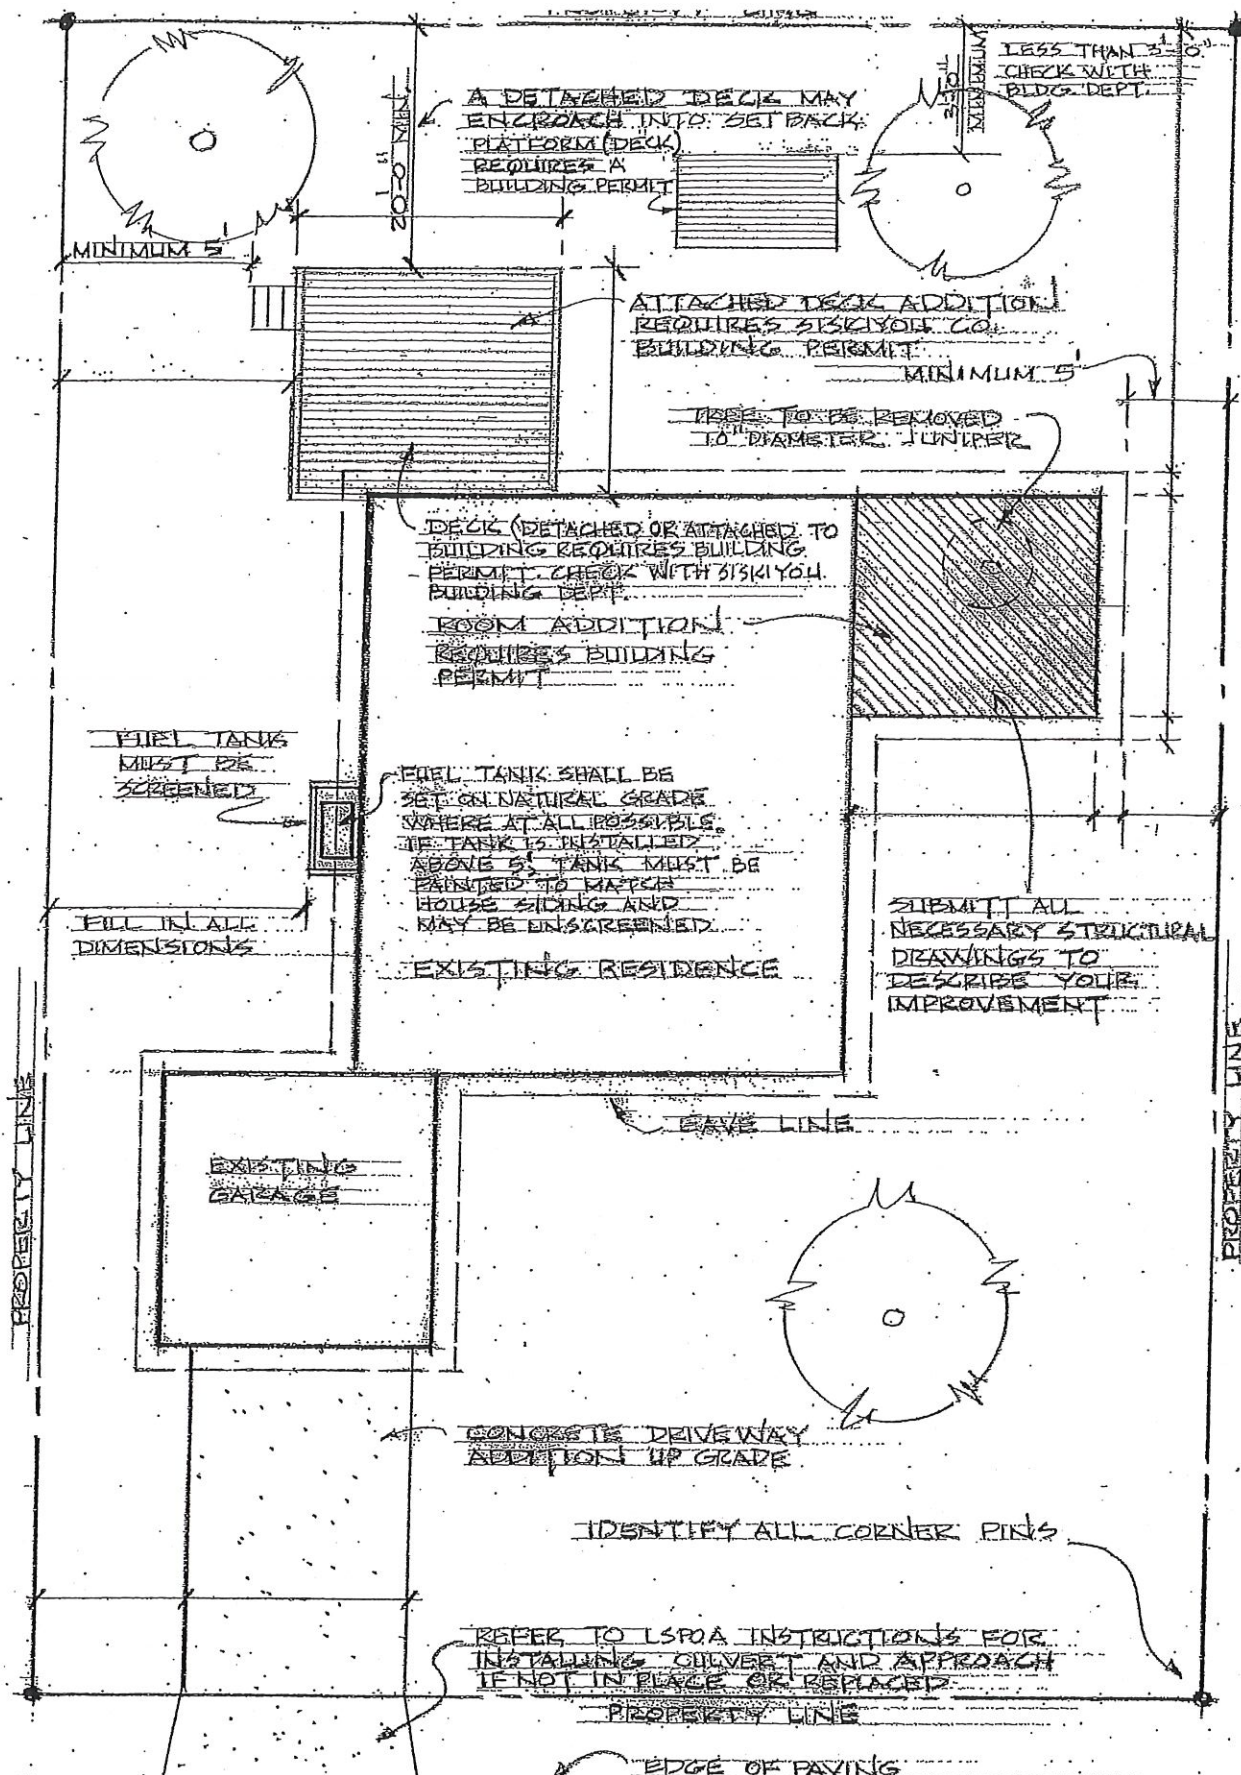 PROPERTY LINE
LESS THAN 3'-0"
CHECK WITH
BLDG DEPT.
3'-0"
MINIMUM
20'-0" MIN.
A DETACHED DECK MAY
ENCROACH INTO SETBACK
PLATFORM (DECK)
REQUIRES A
BUILDING PERMIT
MINIMUM 5'
ATTACHED DECK ADDITION
REQUIRES SISKIYOU CO.
BUILDING PERMIT
MINIMUM 5'
TREE TO BE REMOVED
10" DIAMETER JUNIPER
DECK (DETACHED OR ATTACHED TO
BUILDING REQUIRES BUILDING
PERMIT. CHECK WITH SISKIYOU
BUILDING DEPT.
ROOM ADDITION
REQUIRES BUILDING
PERMIT
FUEL TANK
MUST BE
SCREENED
FUEL TANK SHALL BE
SET ON NATURAL GRADE
WHERE AT ALL POSSIBLE.
IF TANK IS INSTALLED
ABOVE 5', TANK MUST BE
PAINTED TO MATCH
HOUSE SIDING AND
MAY BE UNSCREENED
FILL IN ALL
DIMENSIONS
SUBMITT ALL
NECESSARY STRUCTURAL
DRAWINGS TO
DESCRIBE YOUR
IMPROVEMENT
EXISTING RESIDENCE
PROPERTY LINE
PROPERTY LINE
EAVE LINE
EXISTING
GARAGE
CONCRETE DRIVEWAY
ADDITION UP GRADE
IDENTIFY ALL CORNER PINS
REFER TO LSPOA INSTRUCTIONS FOR
INSTALLING CULVERT AND APPROACH
IF NOT IN PLACE OR REPLACED
PROPERTY LINE
EDGE OF PAVING